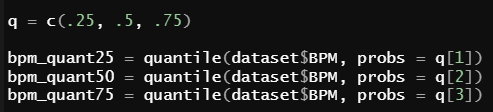 q = c(.25, .5, .75)
bpm_quant25 = quantile(dataset$BPM, probs = q[1])
bpm_quant50 = quantile(dataset$BPM, probs = q[2])
bpm_quant75 = quantile(dataset$BPM, probs = q[3])